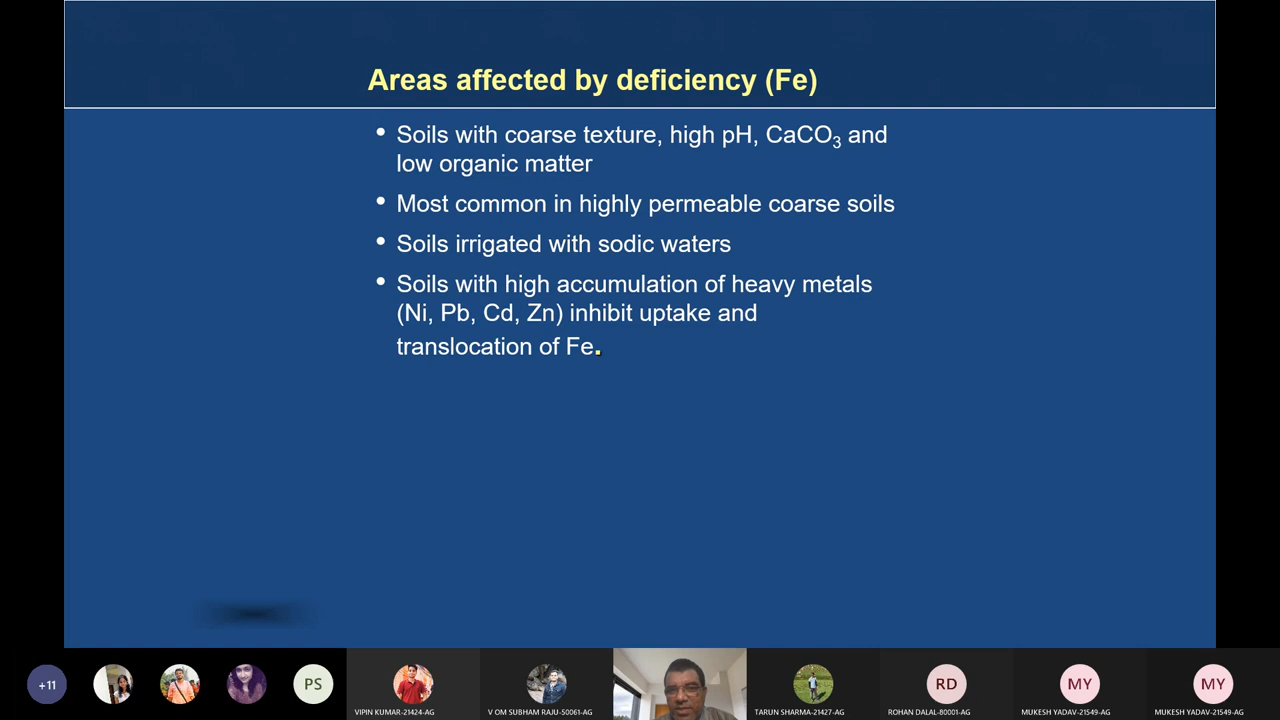 Areas affected by deficiency (Fe)
• Soils with coarse texture, high pH, CaCO₃ and
low organic matter
• Most common in highly permeable coarse soils
• Soils irrigated with sodic waters
• Soils with high accumulation of heavy metals
(Ni, Pb, Cd, Zn) inhibit uptake and
translocation of Fe.
+11
PS
RD
MY
MY
VIPIN KUMAR-21424-AG
V OM SUBHAM RAJU-50061-AG
TARUN SHARMA-21427-AG
ROHAN DALAL-80001-AG
MUKESH YADAV-21549-AG
MUKESH YADAV-21549-AG